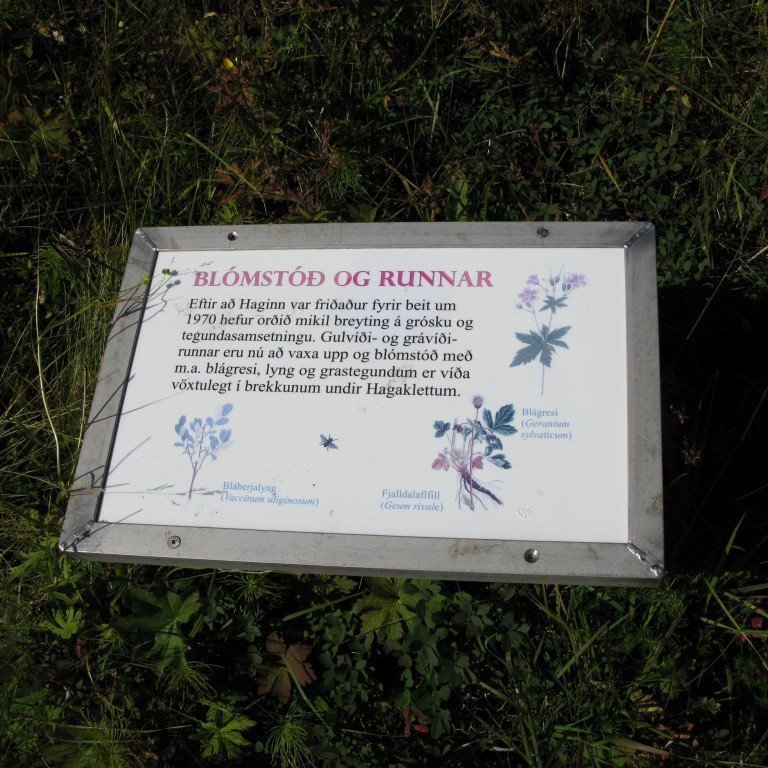 BLÓMSTÓÐ OG RUNNAR
Eftir að Haginn var friðaður fyrir beit um
1970 hefur orðið mikil breyting á grósku og
tegundasamsetningu. Gulvíði- og grávíði-
runnar eru nú að vaxa upp og blómstóð með
m.a. blágresi, lyng og grastegundun er víða
vöxtulegt í brekkunum undir Hagaklettum.
Blágresi
(Geranium
sylvaticum)
Bláberjalyng
(Vaccinum uliginosum)
Fjalldalafífill
(Geum rivale)